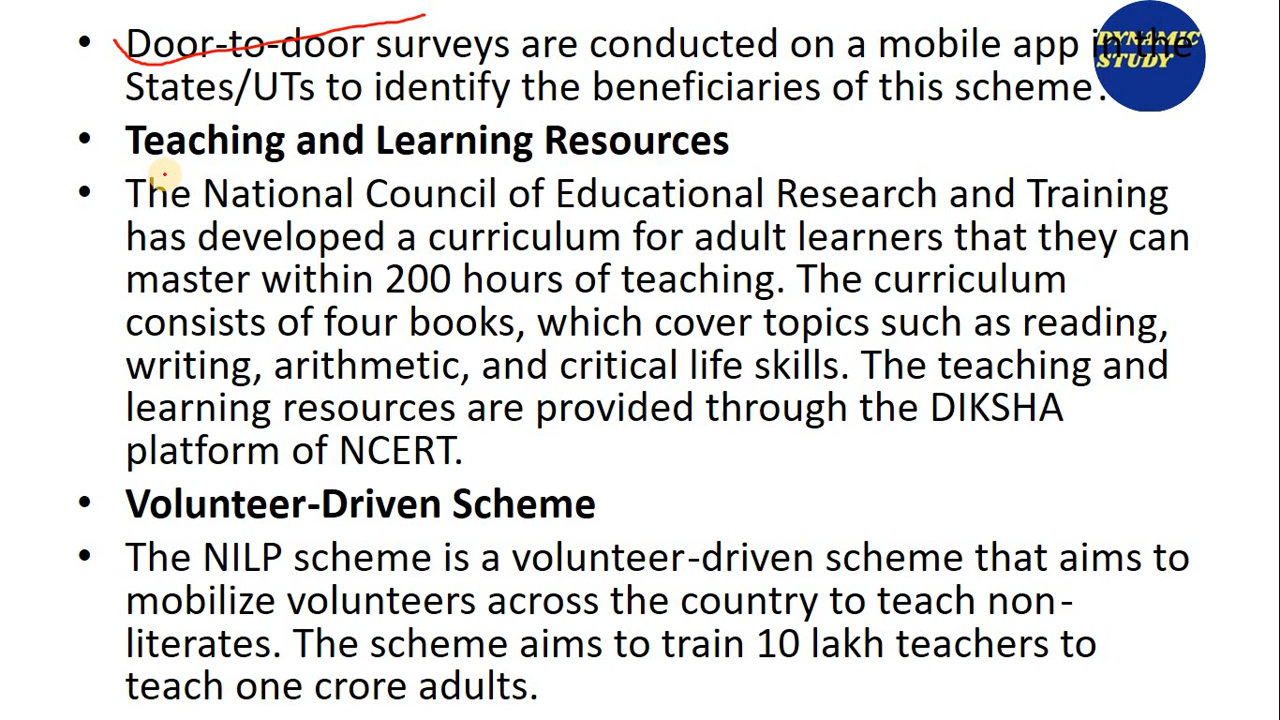 • Door-to-door surveys are conducted on a mobile app in the
States/UTs to identify the beneficiaries of this scheme.
DYNAMIC
STUDY
• Teaching and Learning Resources
• The National Council of Educational Research and Training
has developed a curriculum for adult learners that they can
master within 200 hours of teaching. The curriculum
consists of four books, which cover topics such as reading,
writing, arithmetic, and critical life skills. The teaching and
learning resources are provided through the DIKSHA
platform of NCERT.
• Volunteer-Driven Scheme
• The NILP scheme is a volunteer-driven scheme that aims to
mobilize volunteers across the country to teach non-
literates. The scheme aims to train 10 lakh teachers to
teach one crore adults.